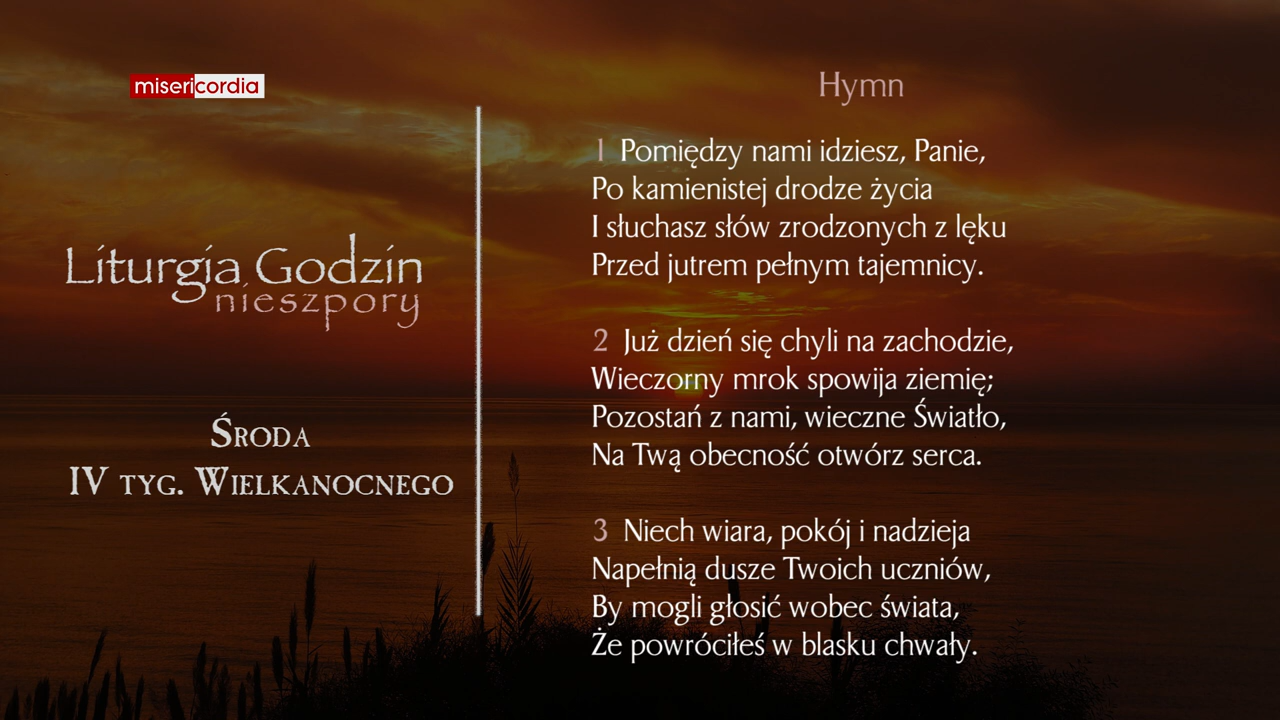 misericordia
Liturgia Godzin
nieszpory
Środa
IV tyg. Wielkanocnego
Hymn
1 Pomiędzy nami idziesz, Panie,
Po kamienistej drodze życia
I słuchasz słów zrodzonych z lęku
Przed jutrem pełnym tajemnicy.
2 Już dzień się chyli na zachodzie,
Wieczorny mrok spowija ziemię;
Pozostań z nami, wieczne Światło,
Na Twą obecność otwórz serca.
3 Niech wiara, pokój i nadzieja
Napełnią dusze Twoich uczniów,
By mogli głosić wobec świata,
Że powróciłeś w blasku chwały.